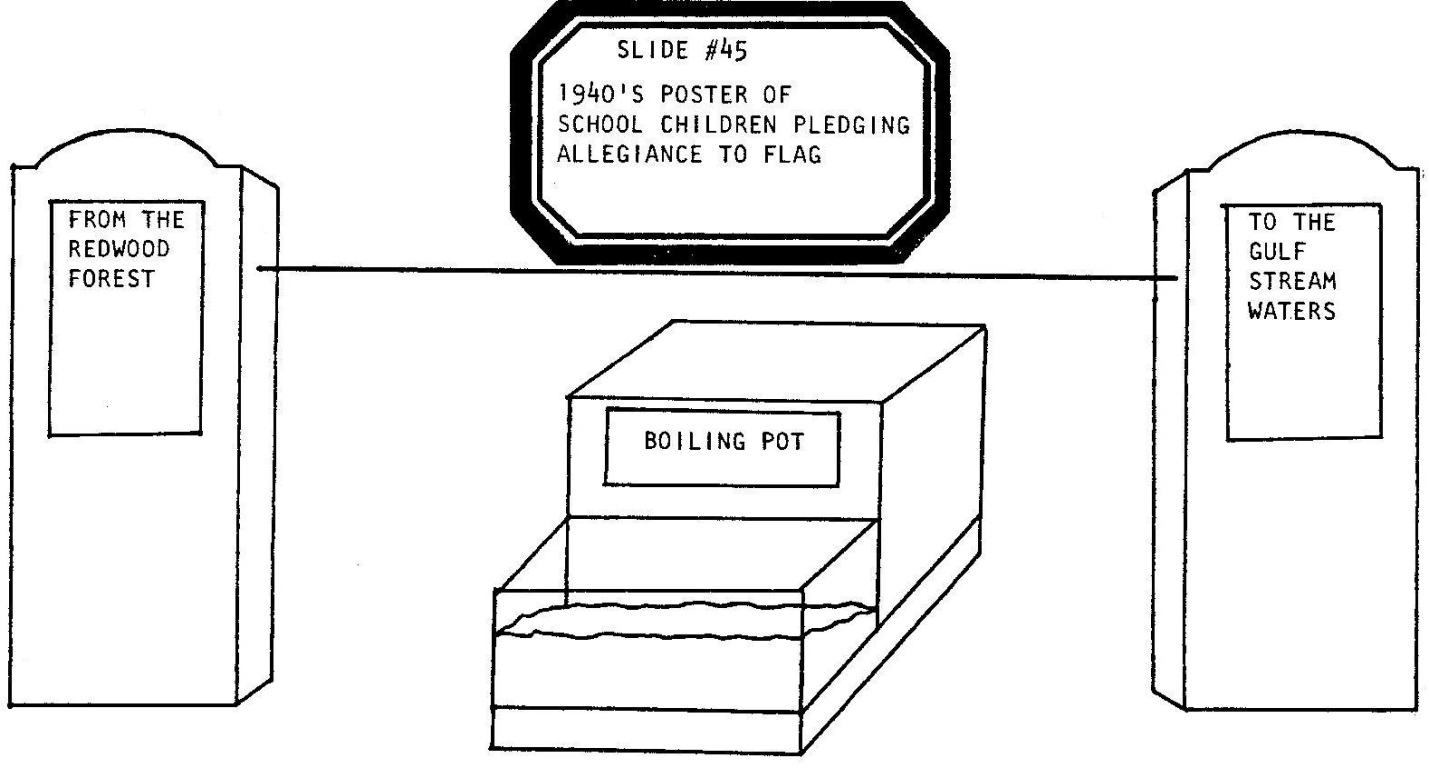 SLIDE #45
1940'S POSTER OF
SCHOOL CHILDREN PLEDGING
ALLEGIANCE TO FLAG
FROM THE
REDWOOD
FOREST
TO THE
GULF
STREAM
WATERS
BOILING POT